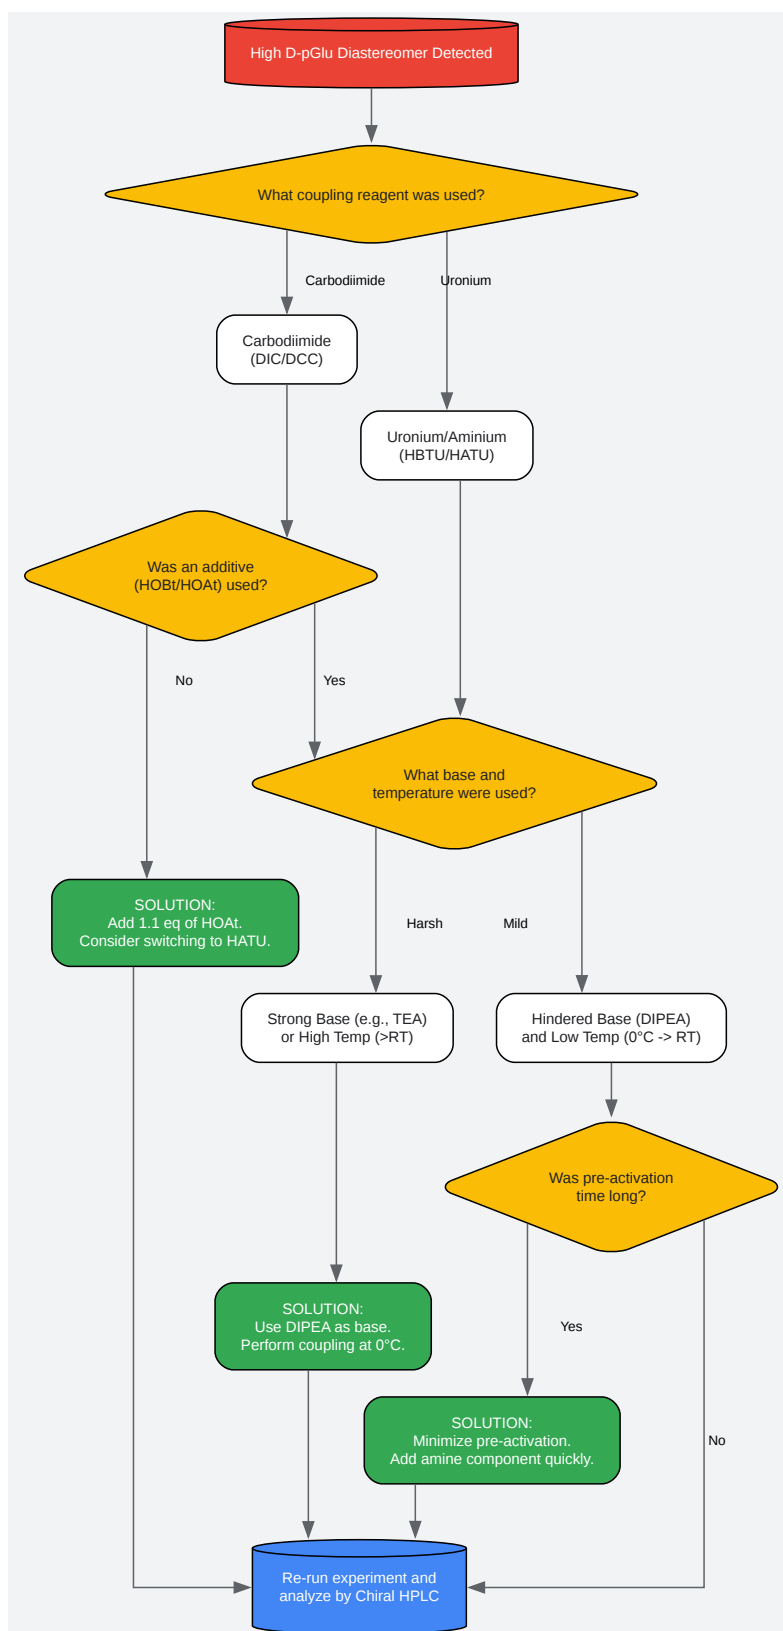 High D-pGlu Diastereomer Detected
What coupling reagent was used?
Carbodiimide
Uronium
Carbodiimide
(DIC/DCC)
Uronium/Aminium
(HBTU/HATU)
Was an additive
(HOBt/HOAt) used?
No
Yes
What base and
temperature were used?
SOLUTION:
Add 1.1 eq of HOAt.
Consider switching to HATU.
Harsh
Mild
Strong Base (e.g., TEA)
or High Temp (>RT)
Hindered Base (DIPEA)
and Low Temp (0°C -> RT)
Was pre-activation
time long?
SOLUTION:
Use DIPEA as base.
Perform coupling at 0°C.
Yes
SOLUTION:
Minimize pre-activation.
Add amine component quickly.
No
Re-run experiment and
analyze by Chiral HPLC